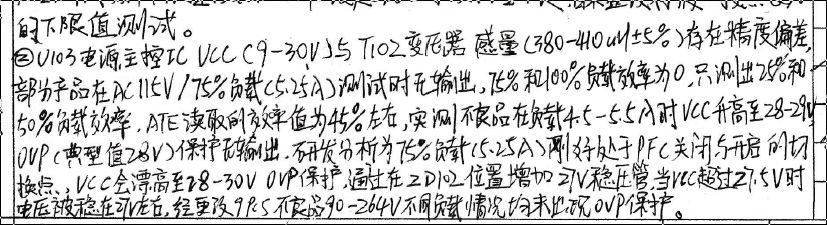 的下限值测试。
②U103电源主控IC VCC(9-30V)与T102变压器感量(380-410uH±5%)存在精度偏差,
部分产品在AC115V/75%负载(5.25A)测试时无输出,75%和100%负载效率为0,只测出25%和
50%负载效率,ATE读取的效率值为45%左右,实测不良品在负载4.5-5.5A时VCC升高至28-29V
OVP(典型值28V)保护无输出,研发分析为75%负载(5.25A)刚好处于PFC关闭与开启的切
换点,VCC会漂高至28-30V OVP保护,通过在ZD102位置增加27V稳压管,当VCC超过27.5V时
电压被稳在27V左右,经更改9PCS不良品90-264V不同负载情况均未出现OVP保护。